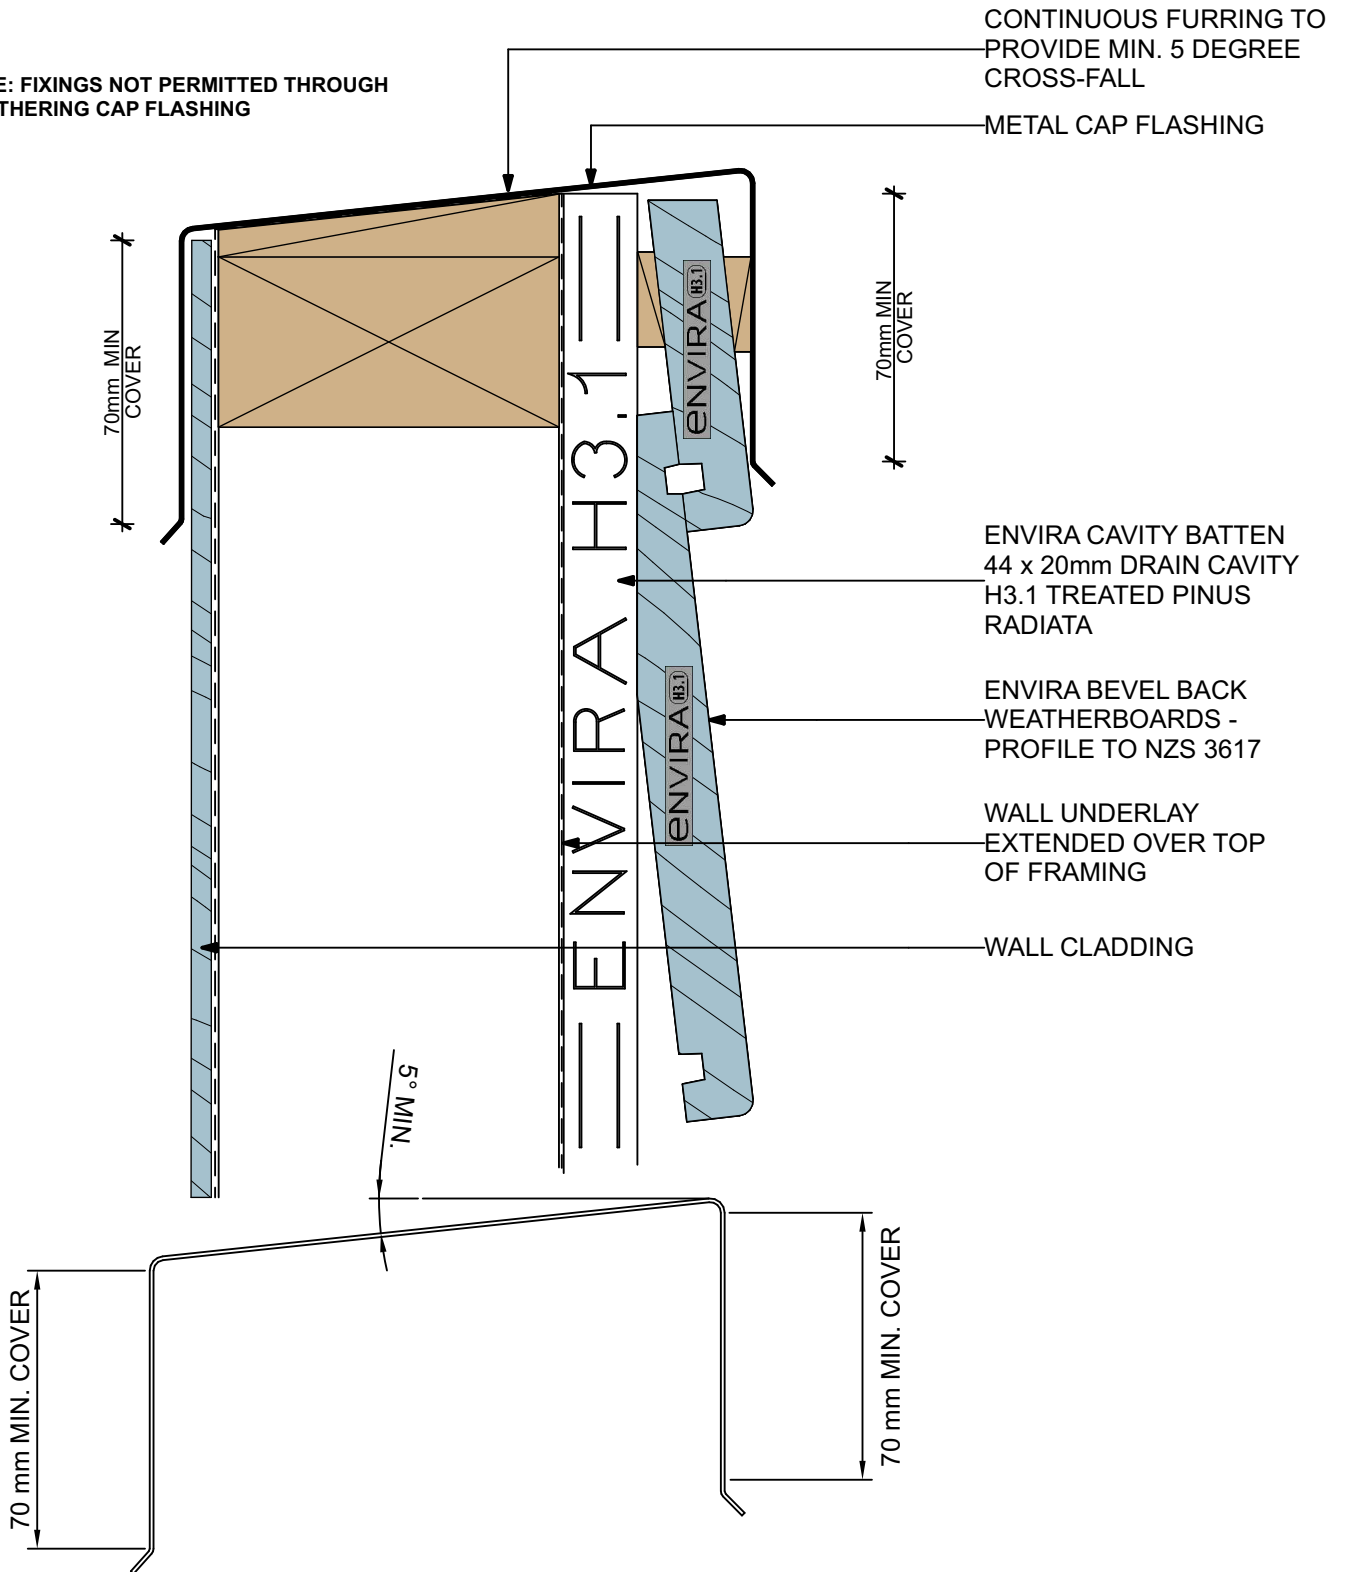 CONTINUOUS FURRING TO
PROVIDE MIN. 5 DEGREE
CROSS-FALL
E: FIXINGS NOT PERMITTED THROUGH
THERING CAP FLASHING
METAL CAP FLASHING
70mm MIN
COVER
70mm MIN
COVER
eNVIRA H3.1
ENVIRA H3.1
ENVIRA CAVITY BATTEN
44 x 20mm DRAIN CAVITY
H3.1 TREATED PINUS
RADIATA
eNVIRA H3.1
ENVIRA BEVEL BACK
WEATHERBOARDS -
PROFILE TO NZS 3617
WALL UNDERLAY
EXTENDED OVER TOP
OF FRAMING
WALL CLADDING
5° MIN.
70 mm MIN. COVER
70 mm MIN. COVER